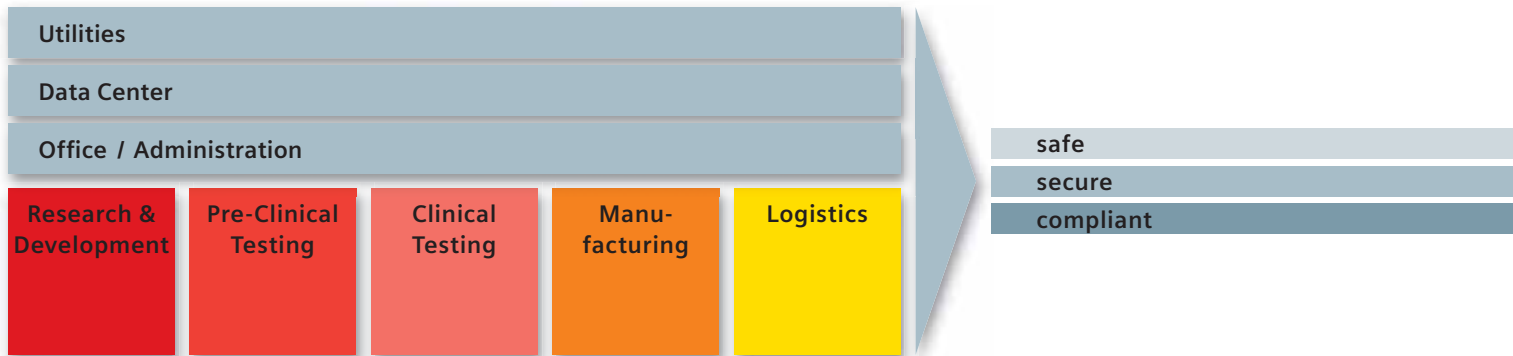 Utilities
Data Center
Office / Administration
Research &
Development
Pre-Clinical
Testing
Clinical
Testing
Manu-
facturing
Logistics
safe
secure
compliant